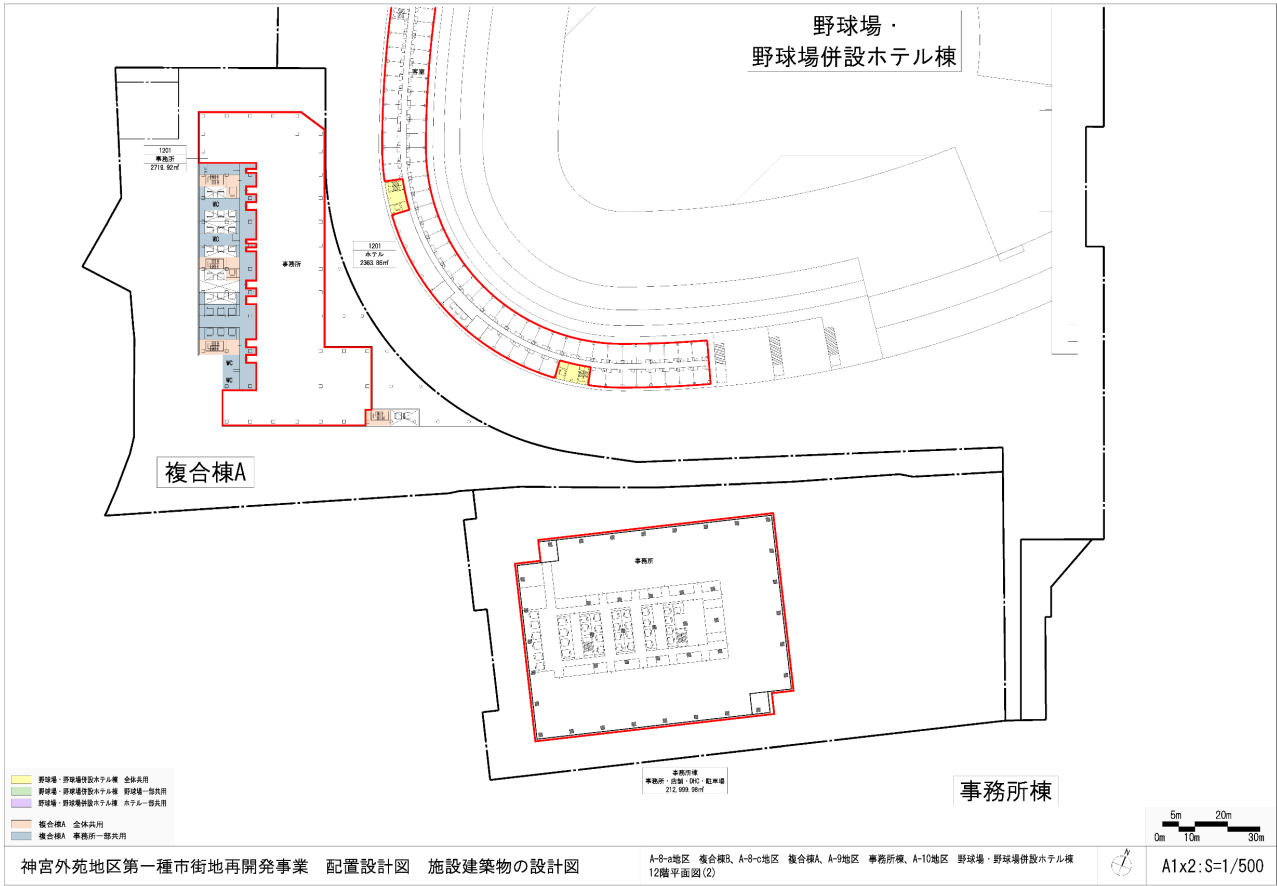 野球場・
野球場併設ホテル棟
客室
1201
事務所
2719.92㎡
WC
WC
事務所
1201
ホテル
2363.86㎡
WC
WC
複合棟A
事務所
事務所棟
事務所・店舗・DHC・駐車場
212,999.98㎡
事務所棟
野球場・野球場併設ホテル棟 全体共用
野球場・野球場併設ホテル棟 野球場一部共用
野球場・野球場併設ホテル棟 ホテル一部共用
複合棟A 全体共用
複合棟A 事務所一部共用
5m 20m
0m 10m 30m
神宮外苑地区第一種市街地再開発事業 配置設計図 施設建築物の設計図
A-8-a地区 複合棟B、A-8-c地区 複合棟A、A-9地区 事務所棟、A-10地区 野球場・野球場併設ホテル棟
12階平面図(2)
N
A1x2:S=1/500